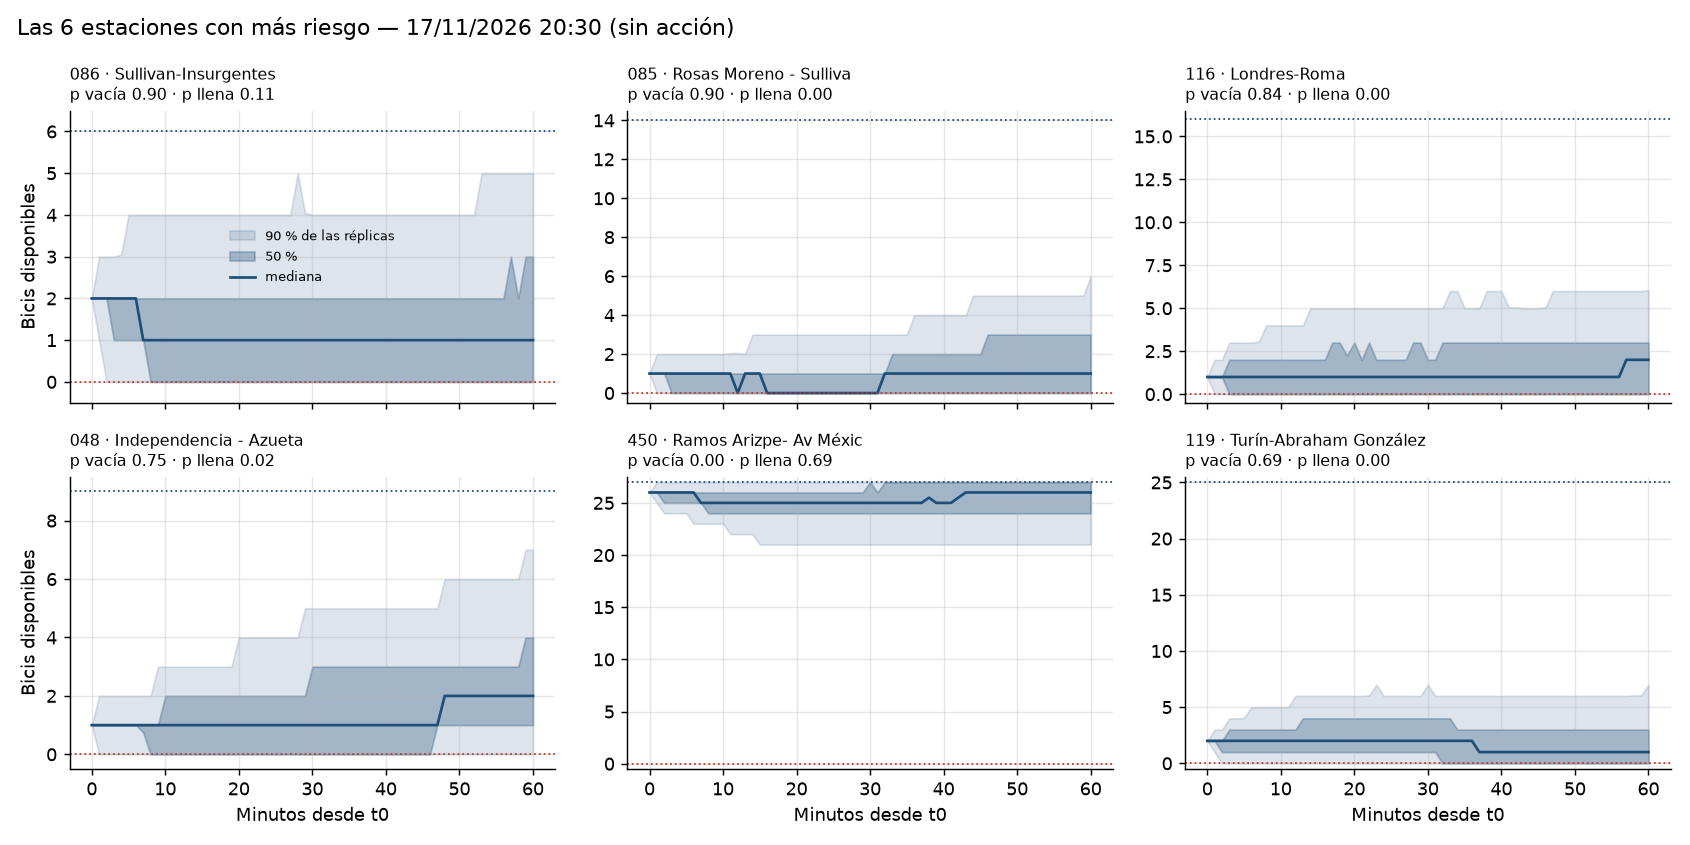 Las 6 estaciones con más riesgo — 17/11/2026 20:30 (sin acción)
086 · Sullivan-Insurgentes
p vacía 0.90 · p llena 0.11
6
5
4
3
2
1
0
Bicis disponibles
90 % de las réplicas
50 %
mediana
085 · Rosas Moreno - Sulliva
p vacía 0.90 · p llena 0.00
14
12
10
8
6
4
2
0
116 · Londres-Roma
p vacía 0.84 · p llena 0.00
15.0
12.5
10.0
7.5
5.0
2.5
0.0
048 · Independencia - Azueta
p vacía 0.75 · p llena 0.02
8
6
4
2
0
Bicis disponibles
0 10 20 30 40 50 60
Minutos desde t0
450 · Ramos Arizpe- Av Méxic
p vacía 0.00 · p llena 0.69
25
20
15
10
5
0
0 10 20 30 40 50 60
Minutos desde t0
119 · Turín-Abraham González
p vacía 0.69 · p llena 0.00
25
20
15
10
5
0
0 10 20 30 40 50 60
Minutos desde t0